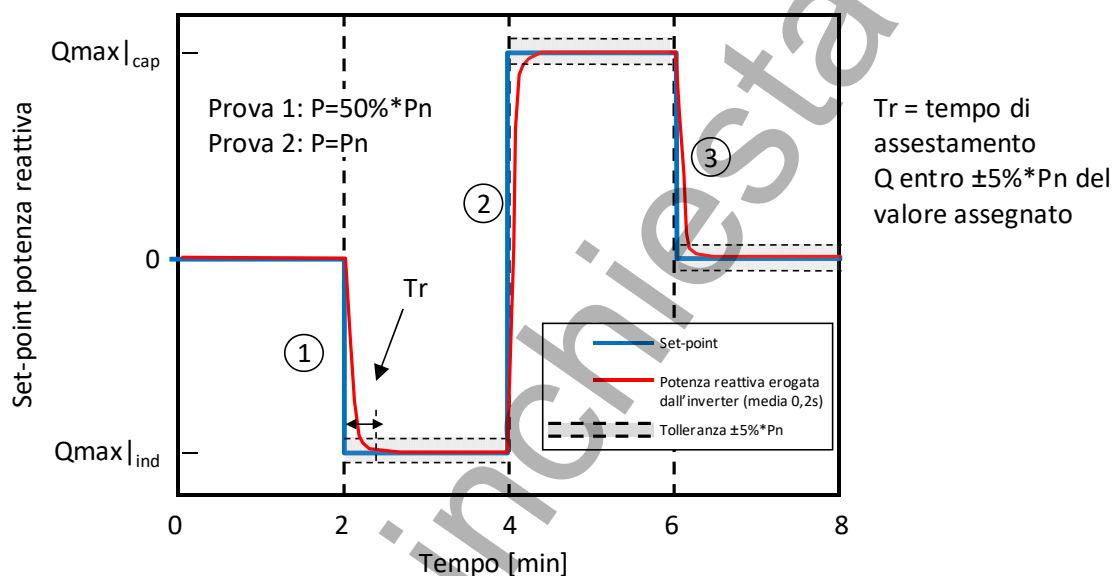 Set-point potenza reattiva
Qmax|cap
0
Qmax|ind
Prova 1: P=50%*Pn
Prova 2: P=Pn
1
2
3
Tr
Tr = tempo di
assestamento
Q entro ±5%*Pn del
valore assegnato
Set-point
Potenza reattiva erogata
dall'inverter (media 0,2s)
Tolleranza ±5%*Pn
0
2
4
6
8
Tempo [min]
inchiesta